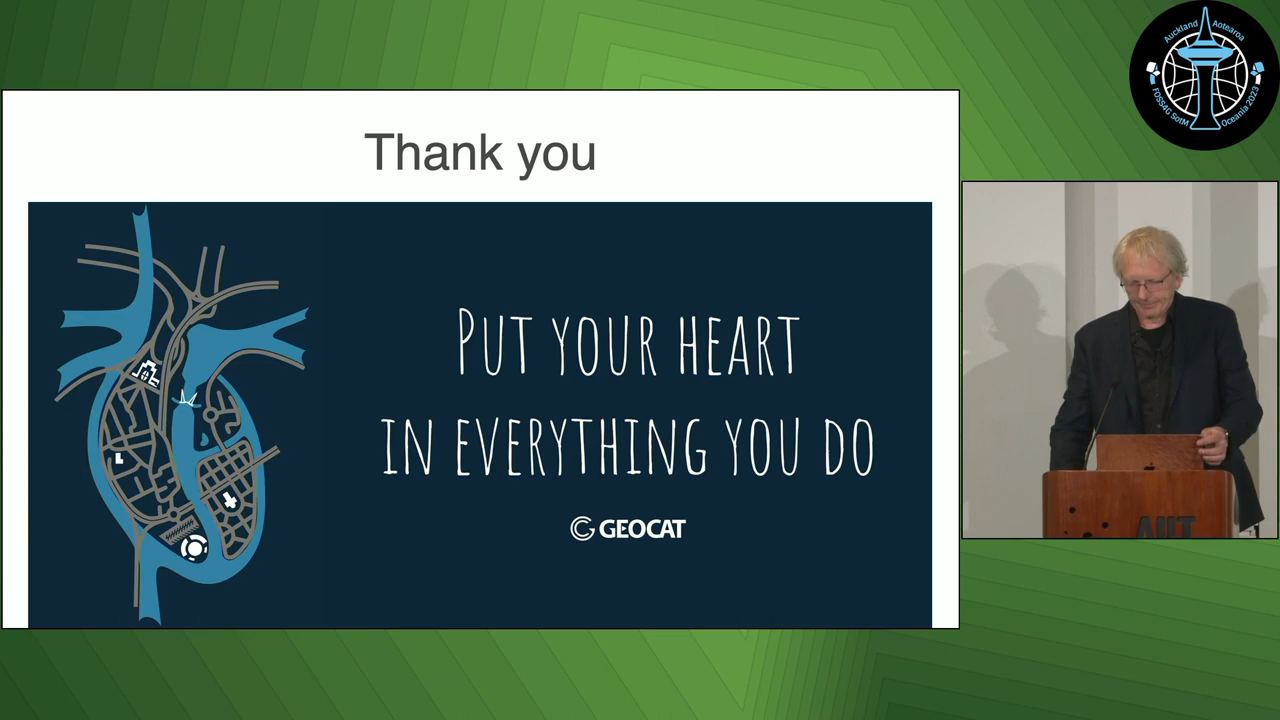 Auckland Aotearoa
FOSS4G SotM Oceania 2023
Thank you
PUT YOUR HEART
IN EVERYTHING YOU DO
GEOCAT
AUT